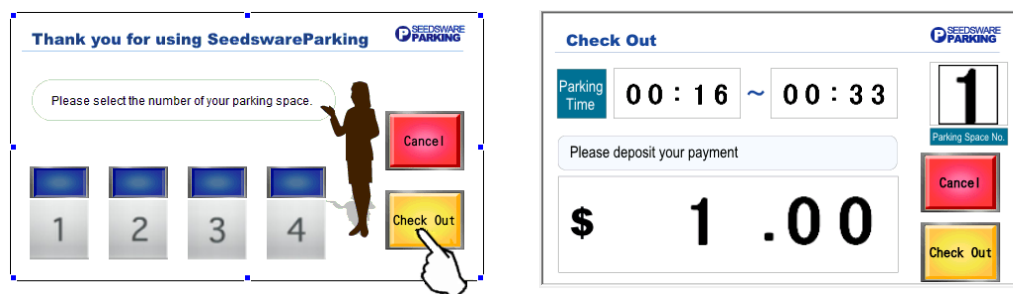 Thank you for using SeedswareParking
SEEDSWARE
PARKING
Please select the number of your parking space.
Cancel
1 2 3 4
Check Out
Check Out
SEEDSWARE
PARKING
Parking
Time
00:16 ~ 00:33
1
Parking Space No.
Please deposit your payment
Cancel
$ 1.00
Check Out